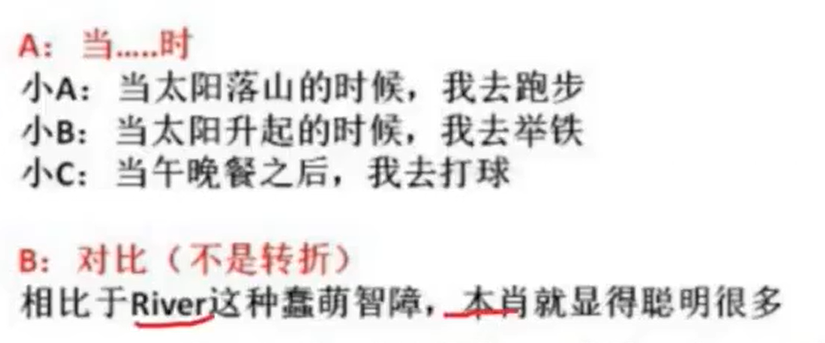 A：当.....时
小A：当太阳落山的时候，我去跑步
小B：当太阳升起的时候，我去举铁
小C：当午晚餐之后，我去打球
B：对比（不是转折）
相比于River这种蠢萌智障，本肖就显得聪明很多